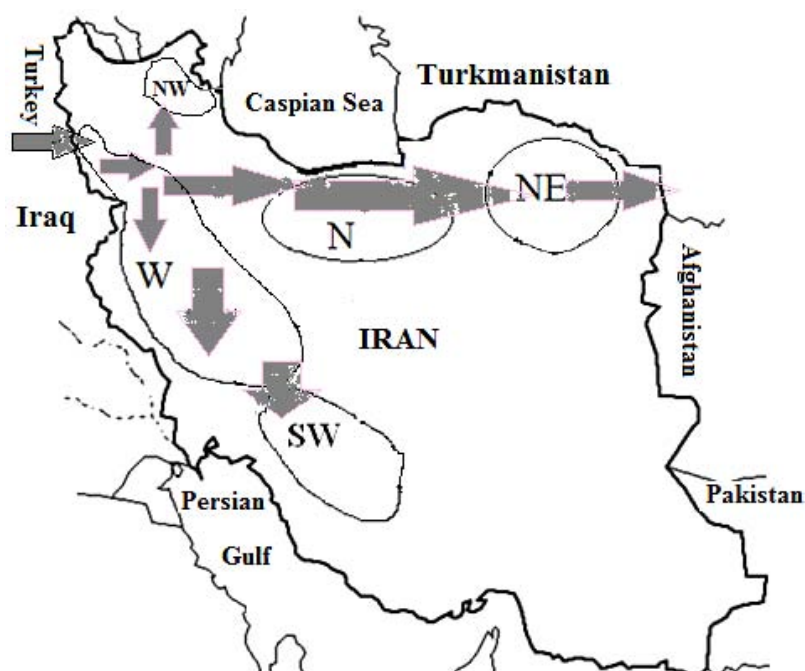 Turkey
NW
Caspian Sea
Turkmanistan
Iraq
W
N
NE
Afghanistan
IRAN
SW
Persian
Gulf
Pakistan